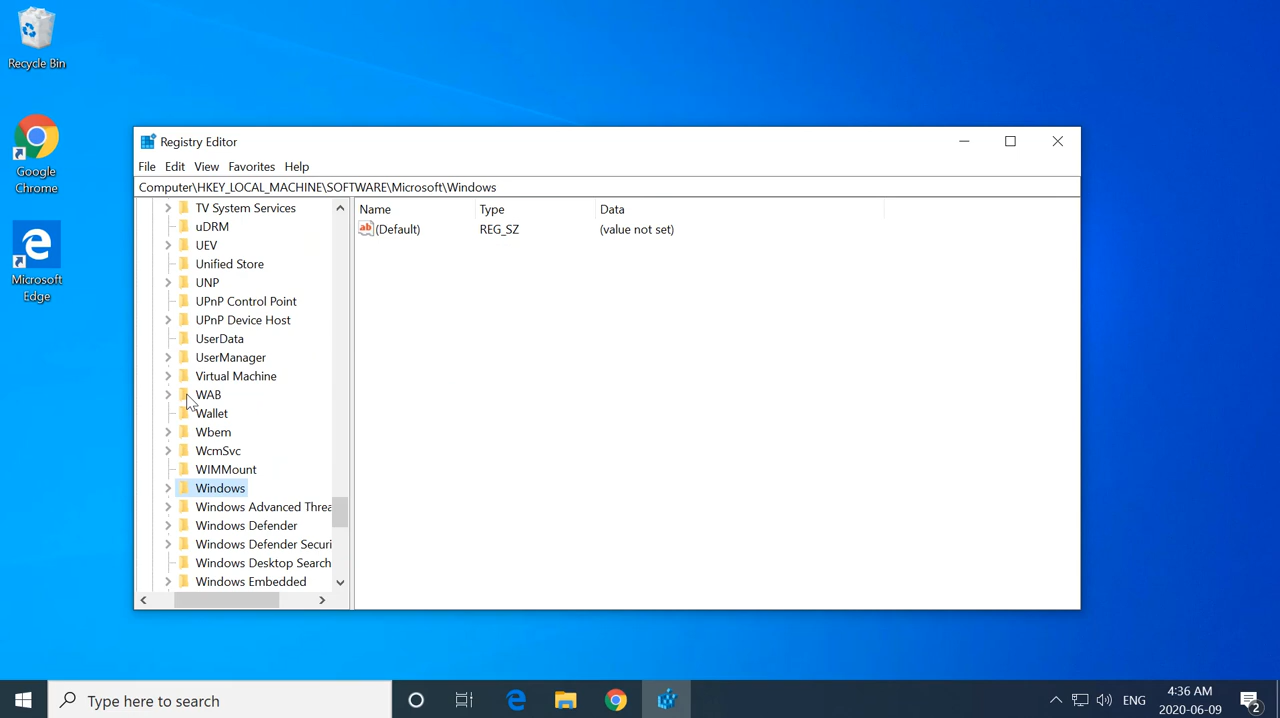 Recycle Bin
Google
Chrome
Microsoft
Edge
Registry Editor
File Edit View Favorites Help
Computer\HKEY_LOCAL_MACHINE\SOFTWARE\Microsoft\Windows
TV System Services
uDRM
UEV
Unified Store
UNP
UPnP Control Point
UPnP Device Host
UserData
UserManager
Virtual Machine
WAB
Wallet
Wbem
WcmSvc
WIMMount
Windows
Windows Advanced Threa
Windows Defender
Windows Defender Securi
Windows Desktop Search
Windows Embedded
Name Type Data
ab (Default) REG_SZ (value not set)
Type here to search
ENG
4:36 AM
2020-06-09
2